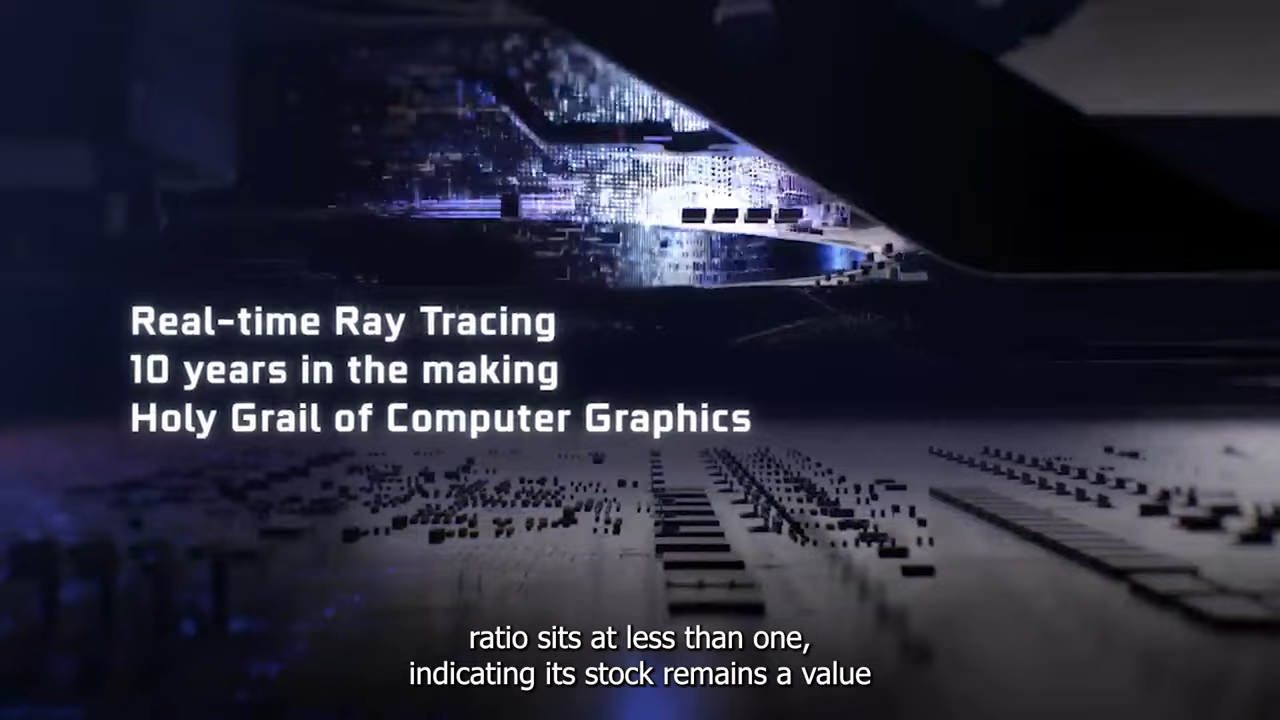 Real-time Ray Tracing
10 years in the making
Holy Grail of Computer Graphics
ratio sits at less than one,
indicating its stock remains a value